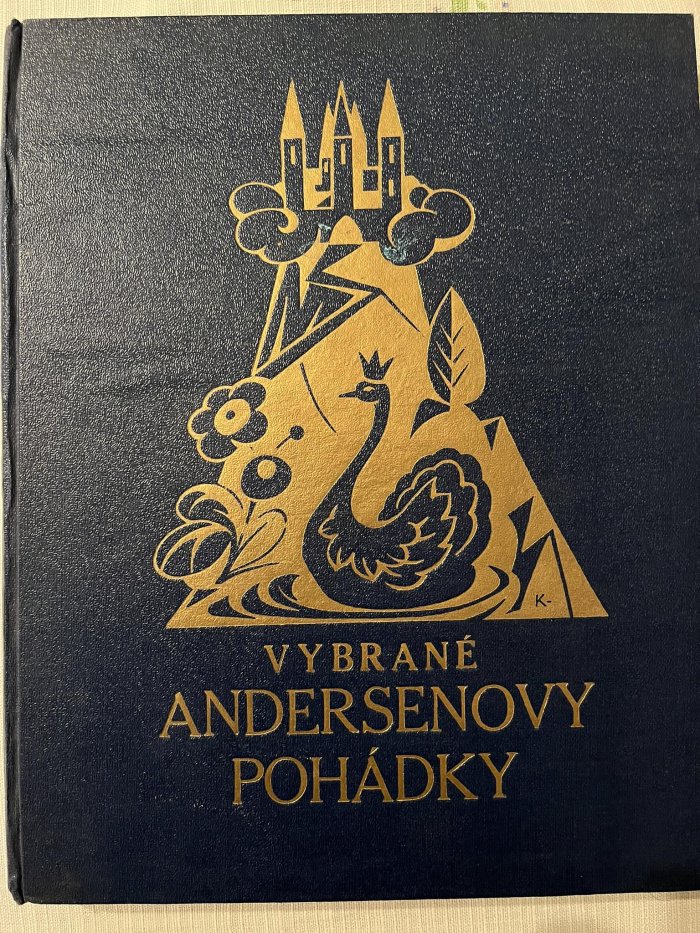 K-
VYBRANÉ
ANDERSENOVY
POHÁDKY